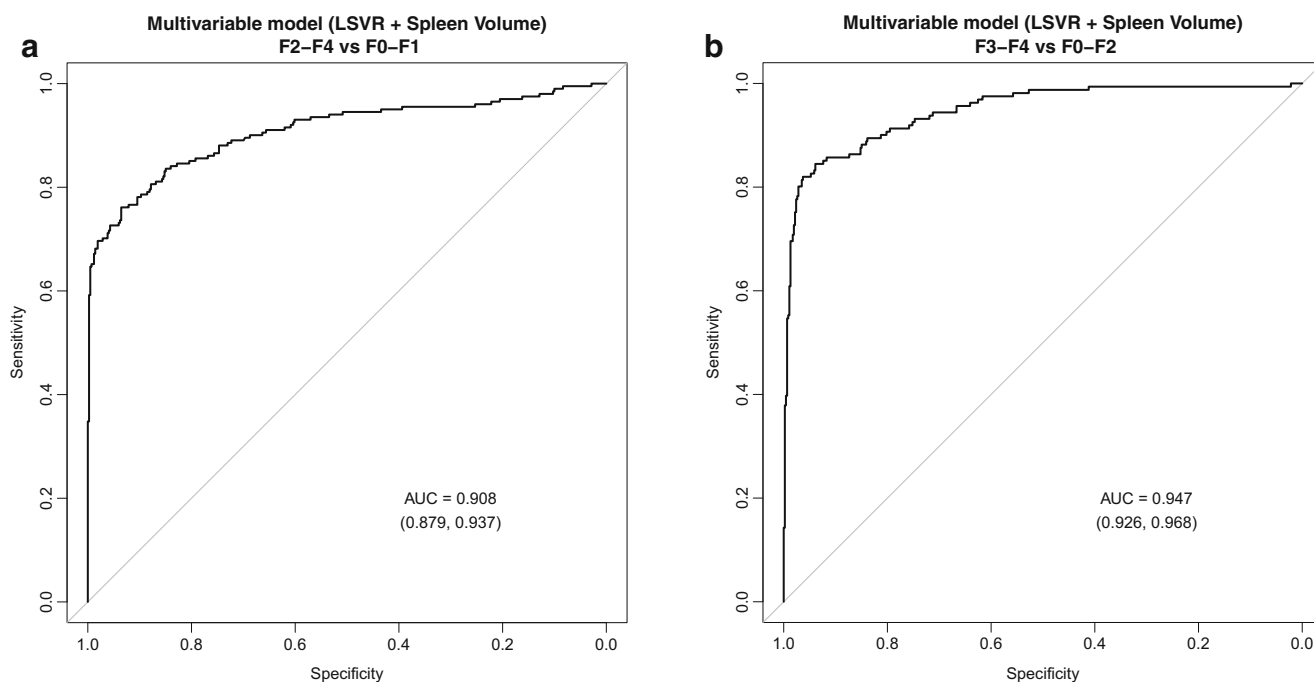 a
Multivariable model (LSVR + Spleen Volume)
F2–F4 vs F0–F1
1.0
0.8
0.6
0.4
0.2
0.0
Sensitivity
AUC = 0.908
(0.879, 0.937)
1.0 0.8 0.6 0.4 0.2 0.0
Specificity
b
Multivariable model (LSVR + Spleen Volume)
F3–F4 vs F0–F2
1.0
0.8
0.6
0.4
0.2
0.0
Sensitivity
AUC = 0.947
(0.926, 0.968)
1.0 0.8 0.6 0.4 0.2 0.0
Specificity